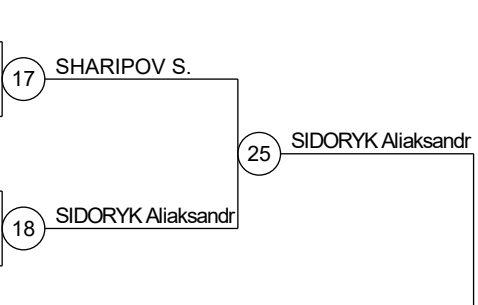 17 SHARIPOV S.
25 SIDORYK Aliaksandr
18 SIDORYK Aliaksandr